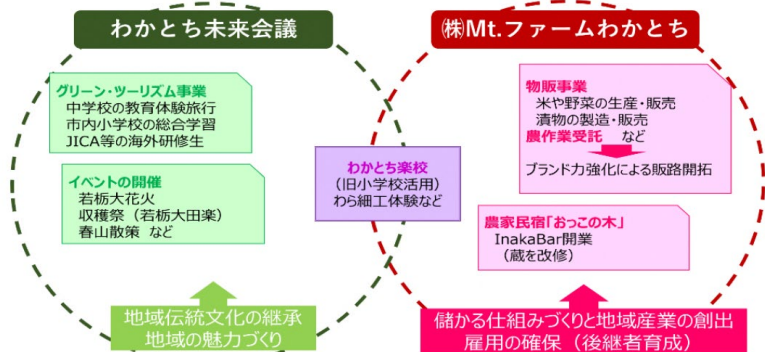 わかとち未来会議
㈱Mt.ファームわかとち
グリーン・ツーリズム事業
中学校の教育体験旅行
市内小学校の総合学習
JICA等の海外研修生
イベントの開催
若栃大花火
収穫祭（若栃大田楽）
春山散策 など
わかとち楽校
（旧小学校活用）
わら細工体験など
物販事業
米や野菜の生産・販売
漬物の製造・販売
農作業受託 など
ブランド力強化による販路開拓
農家民宿「おっこの木」
InakaBar開業
（蔵を改修）
地域伝統文化の継承
地域の魅力づくり
儲かる仕組みづくりと地域産業の創出
雇用の確保（後継者育成）